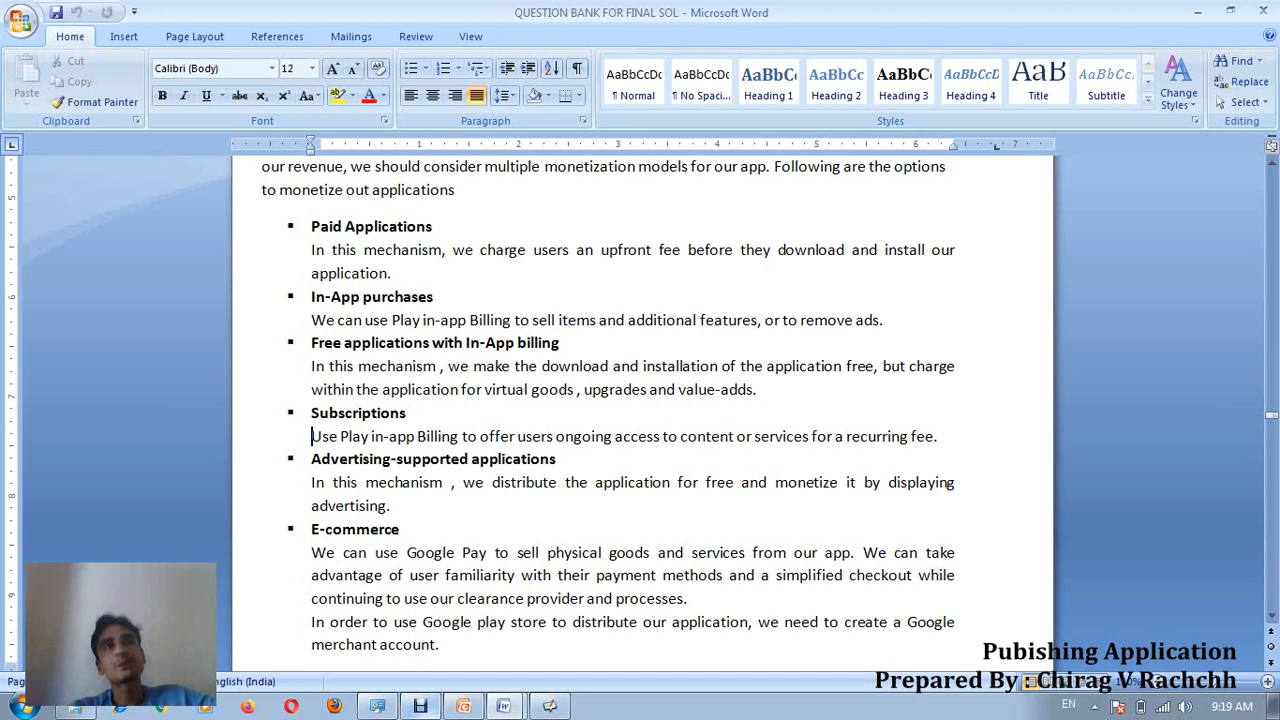 QUESTION BANK FOR FINAL SOL - Microsoft Word
Home Insert Page Layout References Mailings Review View
Paste
Cut
Copy
Format Painter
Clipboard
Calibri (Body) 12
Font
Paragraph
AaBbCcDc AaBbCcDc AaBbC AaBbCc AaBbCc AaBbCcD AaB AaBbCcL
¶ Normal ¶ No Spaci... Heading 1 Heading 2 Heading 3 Heading 4 Title Subtitle
Change
Styles
Styles
Find
Replace
Select
Editing
our revenue, we should consider multiple monetization models for our app. Following are the options
to monetize out applications
▪ Paid Applications
In this mechanism, we charge users an upfront fee before they download and install our
application.
▪ In-App purchases
We can use Play in-app Billing to sell items and additional features, or to remove ads.
▪ Free applications with In-App billing
In this mechanism , we make the download and installation of the application free, but charge
within the application for virtual goods , upgrades and value-adds.
▪ Subscriptions
Use Play in-app Billing to offer users ongoing access to content or services for a recurring fee.
▪ Advertising-supported applications
In this mechanism , we distribute the application for free and monetize it by displaying
advertising.
▪ E-commerce
We can use Google Pay to sell physical goods and services from our app. We can take
advantage of user familiarity with their payment methods and a simplified checkout while
continuing to use our clearance provider and processes.
In order to use Google play store to distribute our application, we need to create a Google
merchant account.
Pubishing Application
Prepared By : Chirag V Rachchh
English (India)
EN 9:19 AM